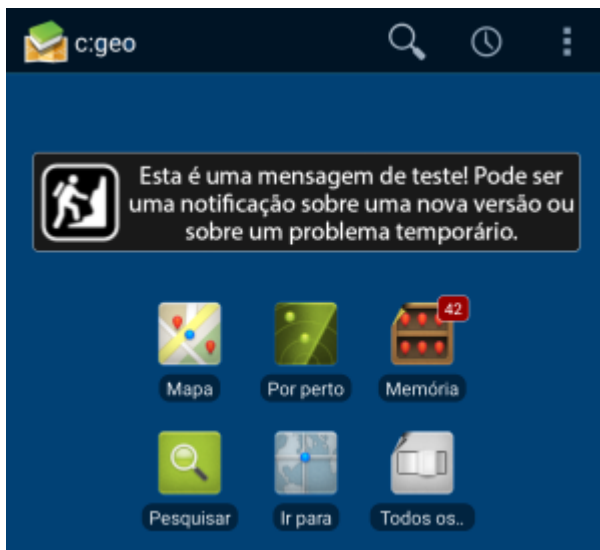 c:geo
Esta é uma mensagem de teste! Pode ser
uma notificação sobre uma nova versão ou
sobre um problema temporário.
42
Mapa
Por perto
Memória
Pesquisar
Ir para
Todos os..